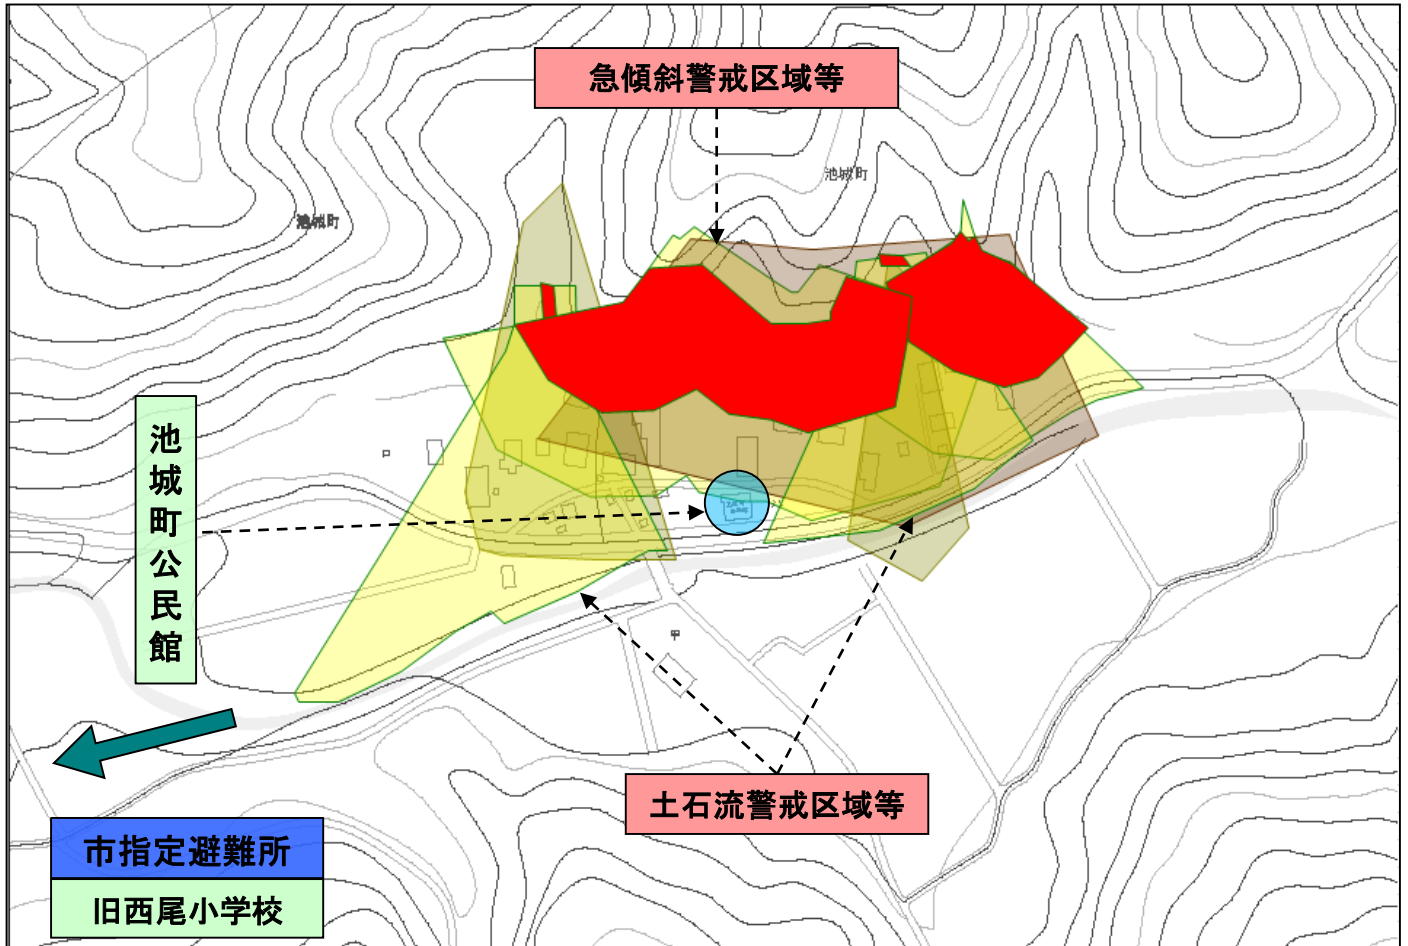 急傾斜警戒区域等
池城町
池城町
池城町公民館
土石流警戒区域等
市指定避難所
旧西尾小学校